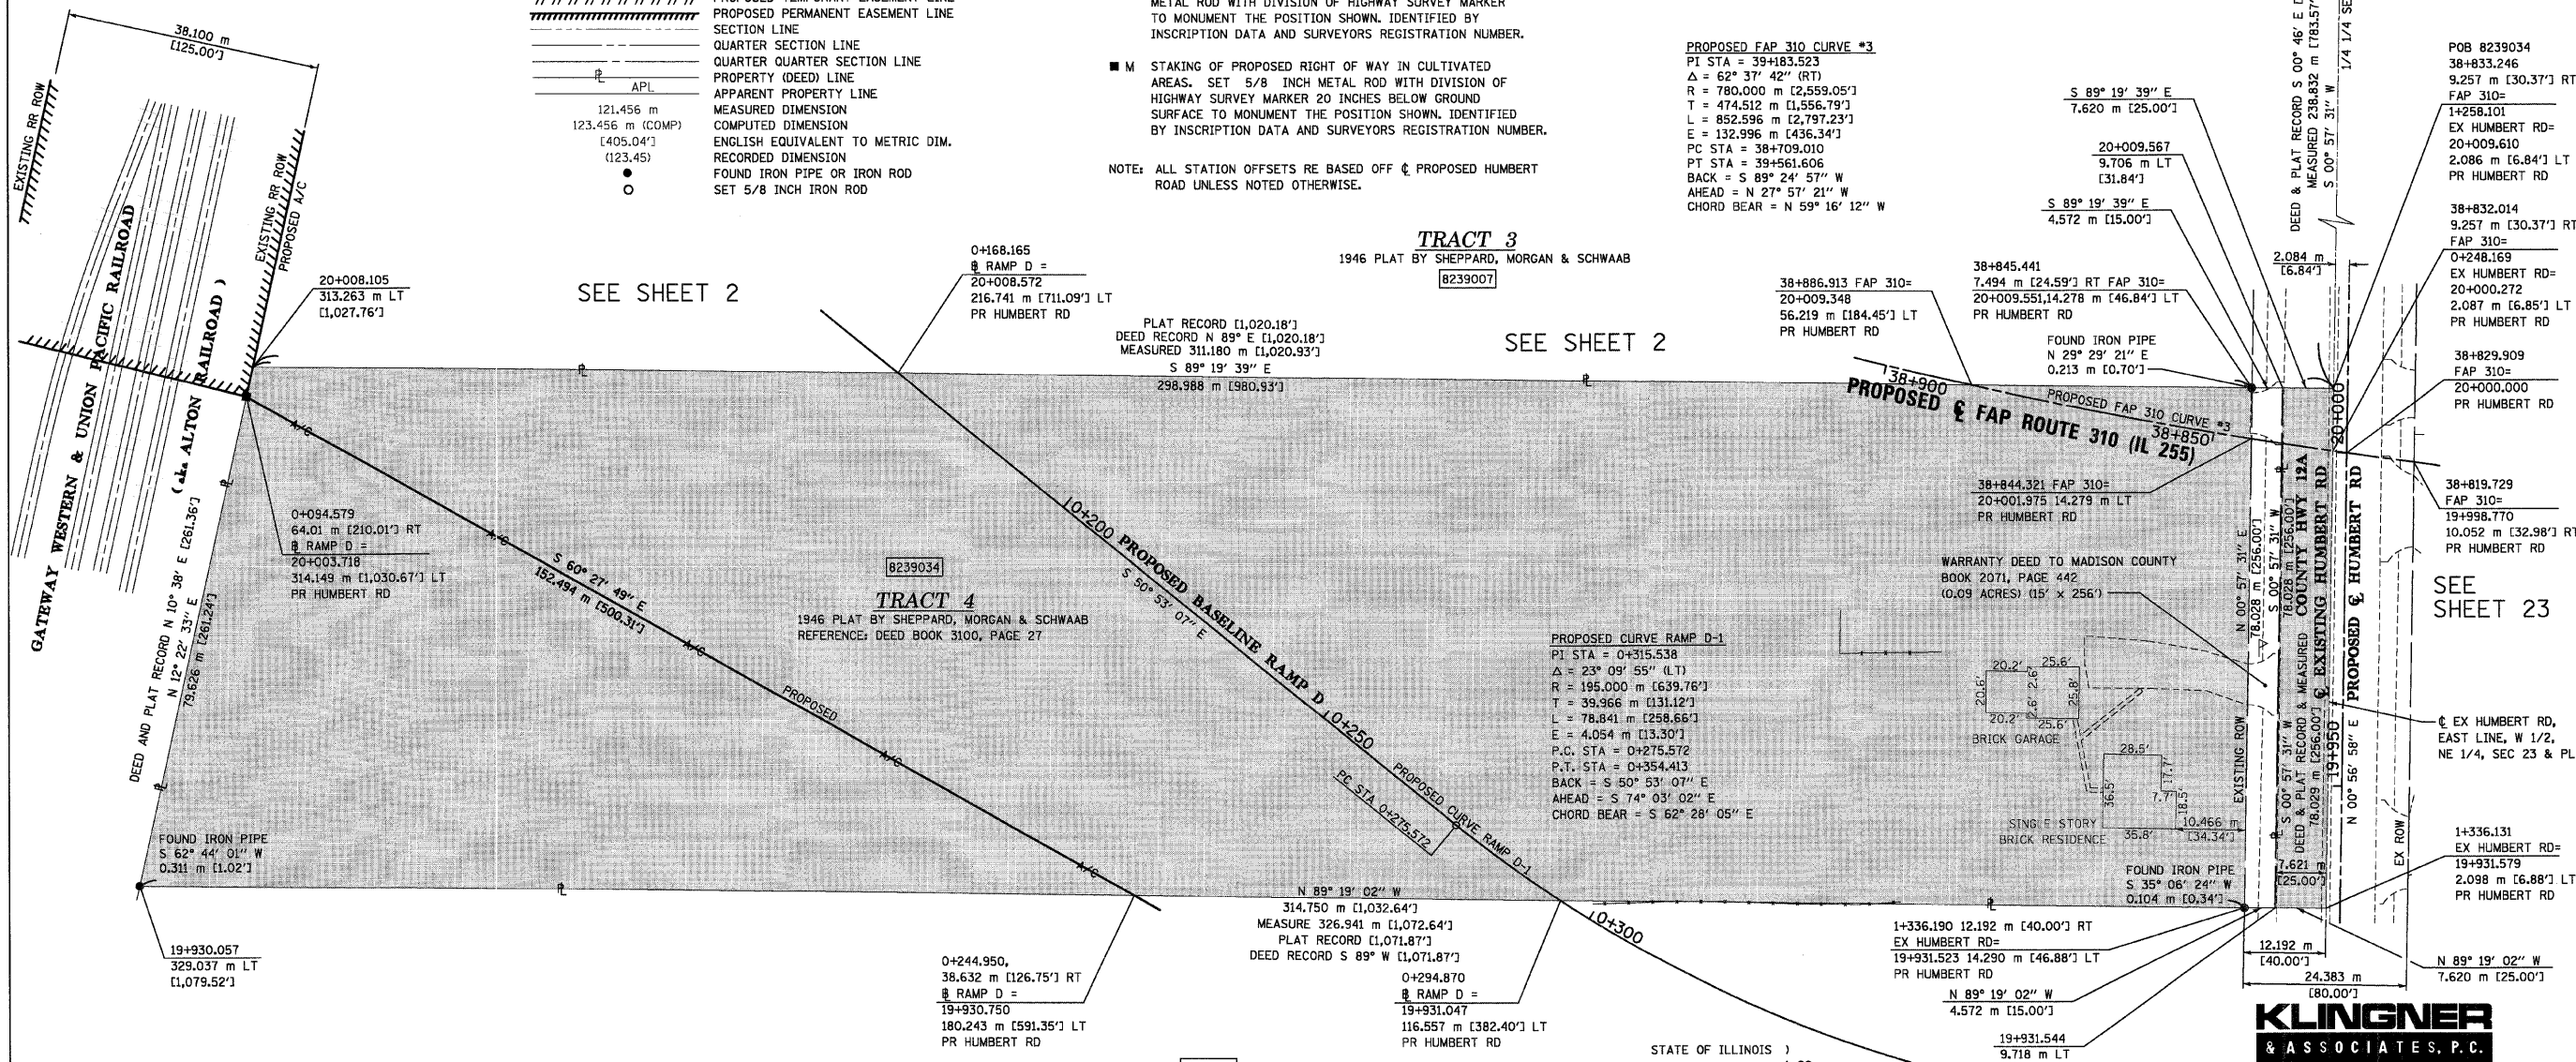 38.100 m
[125.00']
EXISTING RR ROW
EXISTING RR ROW
PROPOSED A/C
GATEWAY WESTERN & UNION PACIFIC RAILROAD
( aka ALTON RAILROAD )
PROPOSED PERMANENT EASEMENT LINE
SECTION LINE
QUARTER SECTION LINE
QUARTER QUARTER SECTION LINE
PROPERTY (DEED) LINE
APL APPARENT PROPERTY LINE
121.456 m MEASURED DIMENSION
123.456 m (COMP) COMPUTED DIMENSION
[405.04'] ENGLISH EQUIVALENT TO METRIC DIM.
(123.45) RECORDED DIMENSION
FOUND IRON PIPE OR IRON ROD
SET 5/8 INCH IRON ROD
METAL ROD WITH DIVISION OF HIGHWAY SURVEY MARKER
TO MONUMENT THE POSITION SHOWN. IDENTIFIED BY
INSCRIPTION DATA AND SURVEYORS REGISTRATION NUMBER.
■ M STAKING OF PROPOSED RIGHT OF WAY IN CULTIVATED
AREAS. SET 5/8 INCH METAL ROD WITH DIVISION OF
HIGHWAY SURVEY MARKER 20 INCHES BELOW GROUND
SURFACE TO MONUMENT THE POSITION SHOWN. IDENTIFIED
BY INSCRIPTION DATA AND SURVEYORS REGISTRATION NUMBER.
NOTE: ALL STATION OFFSETS RE BASED OFF ℄ PROPOSED HUMBERT
ROAD UNLESS NOTED OTHERWISE.
PROPOSED FAP 310 CURVE #3
PI STA = 39+183.523
Δ = 62° 37' 42" (RT)
R = 780.000 m [2,559.05']
T = 474.512 m [1,556.79']
L = 852.596 m [2,797.23']
E = 132.996 m [436.34']
PC STA = 38+709.010
PT STA = 39+561.606
BACK = S 89° 24' 57" W
AHEAD = N 27° 57' 21" W
CHORD BEAR = N 59° 16' 12" W
S 89° 19' 39" E
7.620 m [25.00']
20+009.567
9.706 m LT
[31.84']
S 89° 19' 39" E
4.572 m [15.00']
DEED & PLAT RECORD S 00° 46' E
MEASURED 238.832 m [783.57']
S 00° 57' 31" W
1/4 1/4
2.084 m
[6.84']
POB 8239034
38+833.246
9.257 m [30.37'] RT
FAP 310=
1+258.101
EX HUMBERT RD=
20+009.610
2.086 m [6.84'] LT
PR HUMBERT RD
38+832.014
9.257 m [30.37'] RT
FAP 310=
0+248.169
EX HUMBERT RD=
20+000.272
2.087 m [6.85'] LT
PR HUMBERT RD
38+829.909
FAP 310=
20+000.000
PR HUMBERT RD
38+819.729
FAP 310=
19+998.770
10.052 m [32.98'] RT
PR HUMBERT RD
SEE
SHEET 23
20+008.105
313.263 m LT
[1,027.76']
SEE SHEET 2
0+168.165
℄ RAMP D =
20+008.572
216.741 m [711.09'] LT
PR HUMBERT RD
PLAT RECORD [1,020.18']
DEED RECORD N 89° E [1,020.18']
MEASURED 311.180 m [1,020.93']
S 89° 19' 39" E
298.988 m [980.93']
TRACT 3
1946 PLAT BY SHEPPARD, MORGAN & SCHWAAB
8239007
SEE SHEET 2
38+886.913 FAP 310=
20+009.348
56.219 m [184.45'] LT
PR HUMBERT RD
38+845.441
7.494 m [24.59'] RT FAP 310=
20+009.551,14.278 m [46.84'] LT
PR HUMBERT RD
FOUND IRON PIPE
N 29° 29' 21" E
0.213 m [0.70']
38+900
PROPOSED FAP 310 CURVE #3
38+850
PROPOSED ℄ FAP ROUTE 310 (IL 255)
38+844.321 FAP 310=
20+001.975 14.279 m LT
PR HUMBERT RD
WARRANTY DEED TO MADISON COUNTY
BOOK 2071, PAGE 442
(0.09 ACRES) (15' x 256')
0+094.579
64.01 m [210.01'] RT
℄ RAMP D =
20+003.718
314.149 m [1,030.67'] LT
PR HUMBERT RD
DEED AND PLAT RECORD N 10° 38' E [261.36']
N 12° 22' 33" E
79.626 m [261.24']
A/C
A/C
S 60° 27' 49" E
152.494 m [500.31']
A/C
PROPOSED
A/C
A/C
8239034
TRACT 4
1946 PLAT BY SHEPPARD, MORGAN & SCHWAAB
REFERENCE: DEED BOOK 3100, PAGE 27
0+200
PROPOSED BASELINE RAMP D
S 50° 53' 07" E
0+250
PC STA 0+275.572
PROPOSED CURVE RAMP D-1
0+300
PROPOSED CURVE RAMP D-1
PI STA = 0+315.538
Δ = 23° 09' 55" (LT)
R = 195.000 m [639.76']
T = 39.966 m [131.12']
L = 78.841 m [258.66']
E = 4.054 m [13.30']
P.C. STA = 0+275.572
P.T. STA = 0+354.413
BACK = S 50° 53' 07" E
AHEAD = S 74° 03' 02" E
CHORD BEAR = S 62° 28' 05" E
20.2'
25.6'
20.6'
2.6'
2.6'
25.8'
20.2'
25.6'
BRICK GARAGE
28.5'
36.5'
17.7'
7.7'
18.5'
35.8'
SINGLE STORY
BRICK RESIDENCE
10.466 m
[34.34']
EXISTING ROW
N 00° 57' 31" E
78.028 m [256.00']
S 00° 57' 31" W
78.028 m [256.00']
S 00° 57' 31" W
DEED & PLAT RECORD & MEASURED
78.029 m [256.00']
COUNTY HWY 12A
℄ EXISTING HUMBERT RD
PROPOSED ℄ HUMBERT RD
20+000
19+950
N 00° 56' 58" E
EX ROW
℄ EX HUMBERT RD,
EAST LINE, W 1/2,
NE 1/4, SEC 23 & PL
1+336.131
EX HUMBERT RD=
19+931.579
2.098 m [6.88'] LT
PR HUMBERT RD
FOUND IRON PIPE
S 62° 44' 01" W
0.311 m [1.02']
19+930.057
329.037 m LT
[1,079.52']
0+244.950,
38.632 m [126.75'] RT
℄ RAMP D =
19+930.750
180.243 m [591.35'] LT
PR HUMBERT RD
N 89° 19' 02" W
314.750 m [1,032.64']
MEASURE 326.941 m [1,072.64']
PLAT RECORD [1,071.87']
DEED RECORD S 89° W [1,071.87']
0+294.870
℄ RAMP D =
19+931.047
116.557 m [382.40'] LT
PR HUMBERT RD
FOUND IRON PIPE
S 35° 06' 24" W
0.104 m [0.34']
7.621 m
[25.00']
1+336.190 12.192 m [40.00'] RT
EX HUMBERT RD=
19+931.523 14.290 m [46.88'] LT
PR HUMBERT RD
N 89° 19' 02" W
4.572 m [15.00']
19+931.544
9.718 m LT
12.192 m
[40.00']
24.383 m
[80.00']
N 89° 19' 02" W
7.620 m [25.00']
STATE OF ILLINOIS )
KLINGNER
& ASSOCIATES, P.C.